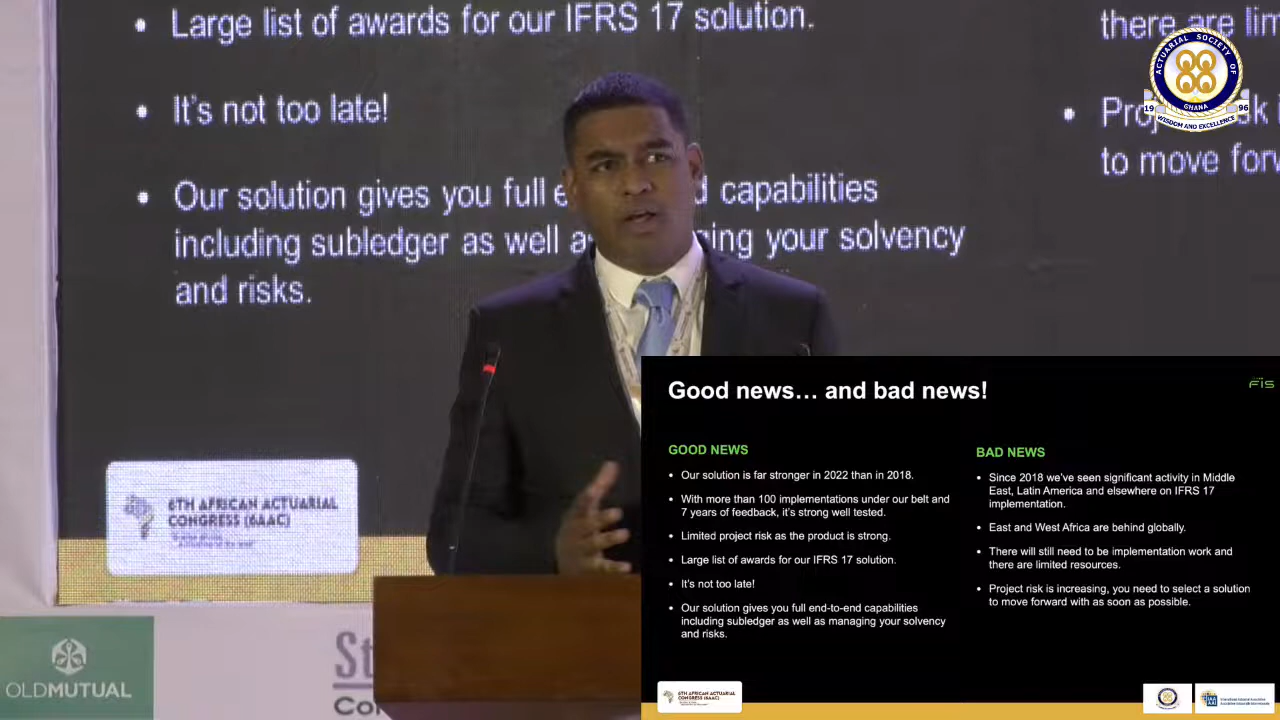 Large list of awards for our IFRS 17 solution.
It's not too late!
Our solution gives you full e
d capabilities
including subledger as well a
ing your solvency
and risks.
there are lim
to move forw
ACTUARIAL SOCIETY OF
GHANA
1996
WISDOM AND EXCELLENCE
6TH AFRICAN ACTUARIAL
CONGRESS (6AAC)
OLDMUTUAL
St
Co
Good news… and bad news!
FIS
GOOD NEWS
• Our solution is far stronger in 2022 than in 2018.
• With more than 100 implementations under our belt and
7 years of feedback, it's strong well tested.
• Limited project risk as the product is strong.
• Large list of awards for our IFRS 17 solution.
• It's not too late!
• Our solution gives you full end-to-end capabilities
including subledger as well as managing your solvency
and risks.
BAD NEWS
• Since 2018 we've seen significant activity in Middle
East, Latin America and elsewhere on IFRS 17
implementation.
• East and West Africa are behind globally.
• There will still need to be implementation work and
there are limited resources.
• Project risk is increasing, you need to select a solution
to move forward with as soon as possible.
6TH AFRICAN ACTUARIAL
CONGRESS (6AAC)